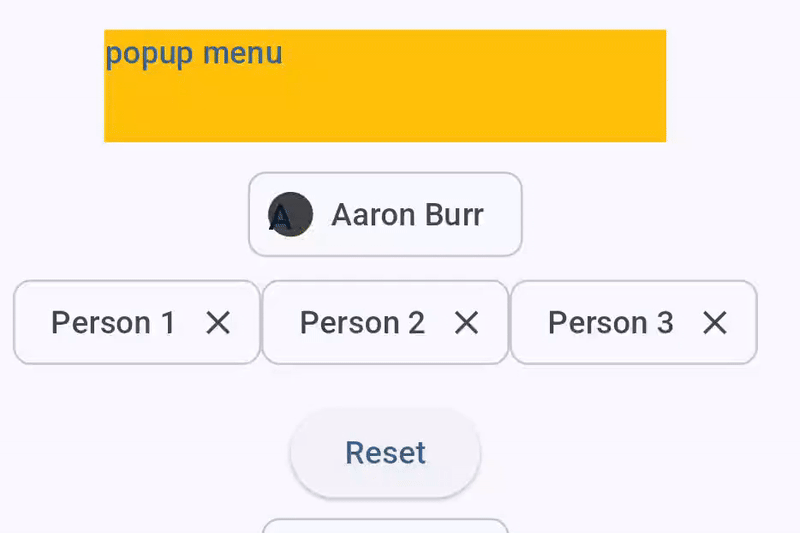 popup menu
A Aaron Burr
Person 1 Person 2 Person 3
Reset